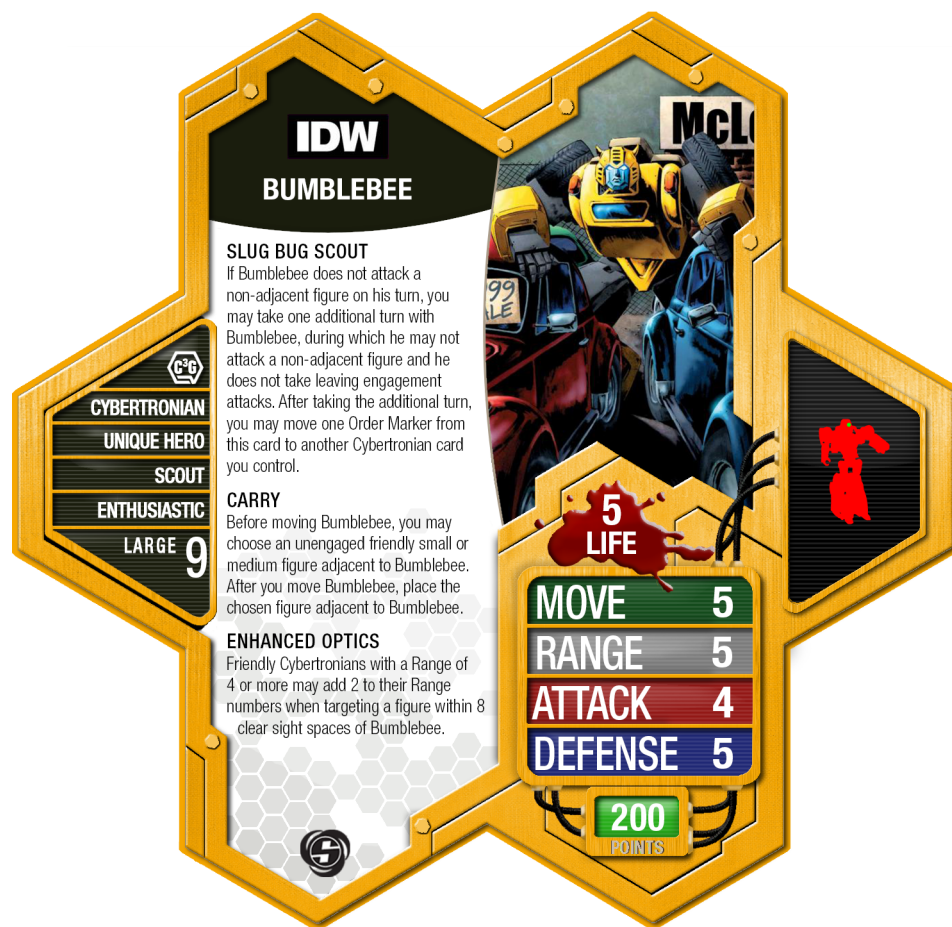 IDW
BUMBLEBEE
SLUG BUG SCOUT
If Bumblebee does not attack a
non-adjacent figure on his turn, you
may take one additional turn with
Bumblebee, during which he may not
attack a non-adjacent figure and he
does not take leaving engagement
attacks. After taking the additional turn,
you may move one Order Marker from
this card to another Cybertronian card
you control.
CARRY
Before moving Bumblebee, you may
choose an unengaged friendly small or
medium figure adjacent to Bumblebee.
After you move Bumblebee, place the
chosen figure adjacent to Bumblebee.
ENHANCED OPTICS
Friendly Cybertronians with a Range of
4 or more may add 2 to their Range
numbers when targeting a figure within 8
clear sight spaces of Bumblebee.
C3G
CYBERTRONIAN
UNIQUE HERO
SCOUT
ENTHUSIASTIC
LARGE 9
McL
99
LE
5
LIFE
MOVE 5
RANGE 5
ATTACK 4
DEFENSE 5
200
POINTS
S